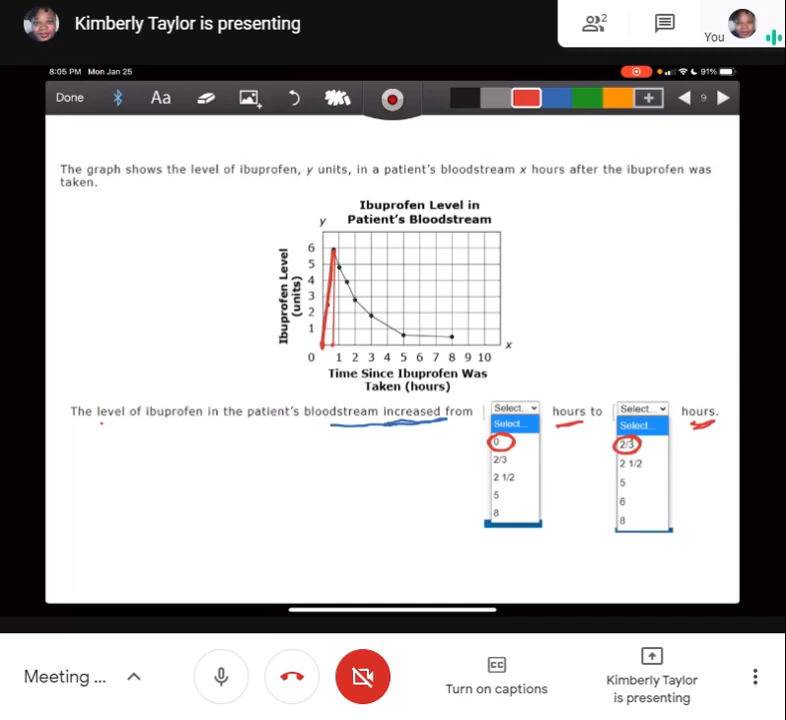 Kimberly Taylor is presenting
2
You
8:05 PM Mon Jan 25
91%
Done
Aa
9
The graph shows the level of ibuprofen, y units, in a patient's bloodstream x hours after the ibuprofen was
taken.
Ibuprofen Level in
Patient's Bloodstream
y
Ibuprofen Level
(units)
6
5
4
3
2
1
0 1 2 3 4 5 6 7 8 9 10
x
Time Since Ibuprofen Was
Taken (hours)
The level of ibuprofen in the patient's bloodstream increased from Select... hours to Select... hours.
Select...
0
2/3
2 1/2
5
8
Select...
2/3
2 1/2
5
6
8
Meeting ...
CC
Turn on captions
Kimberly Taylor
is presenting